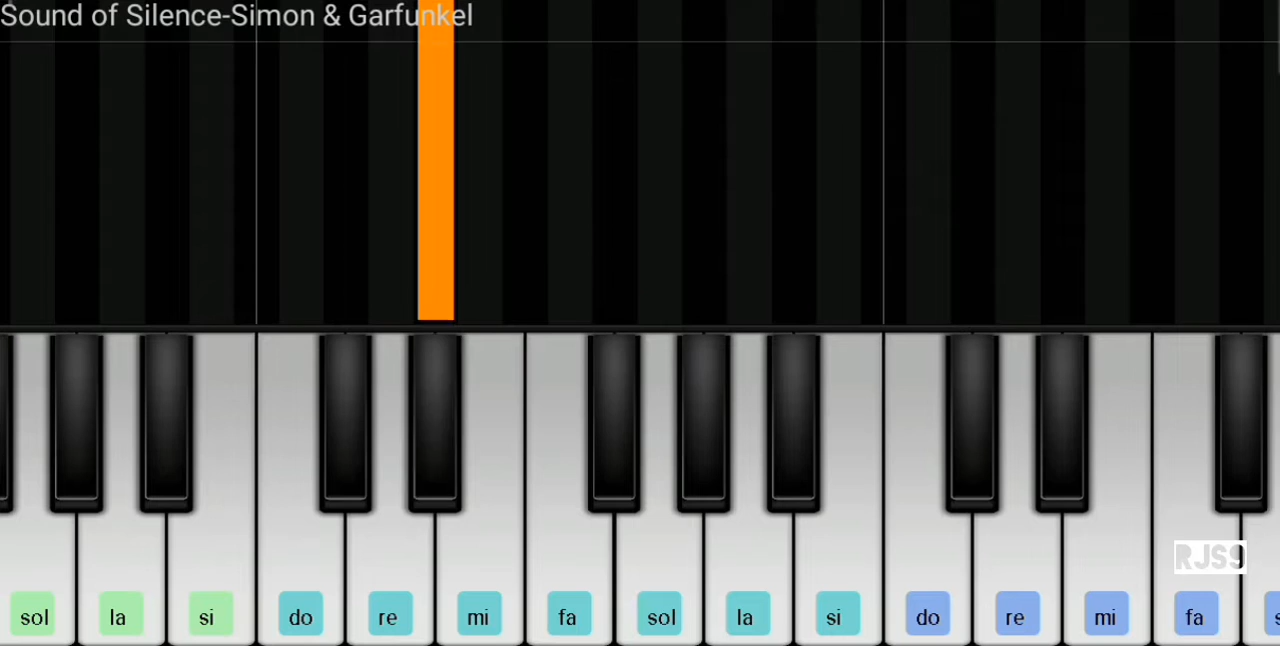 Sound of Silence-Simon & Garfunkel
RJS9
sol la si do re mi fa sol la si do re mi fa